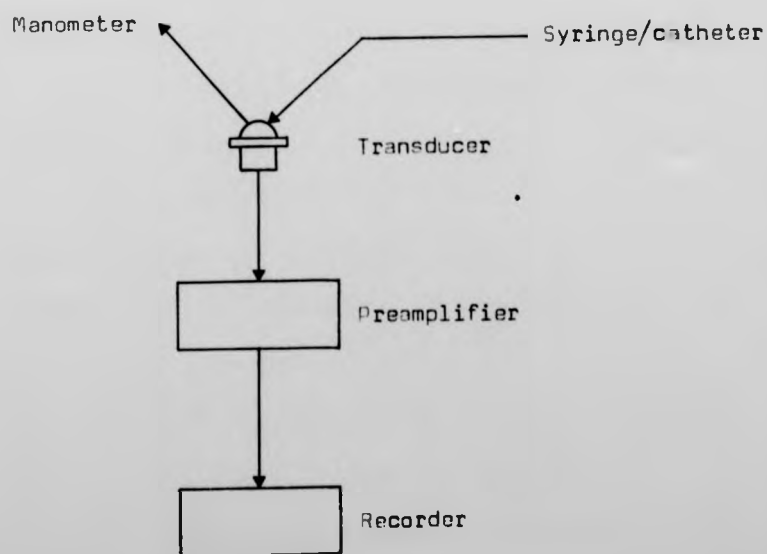 Manometer
Syringe/catheter
Transducer
Preamplifier
Recorder